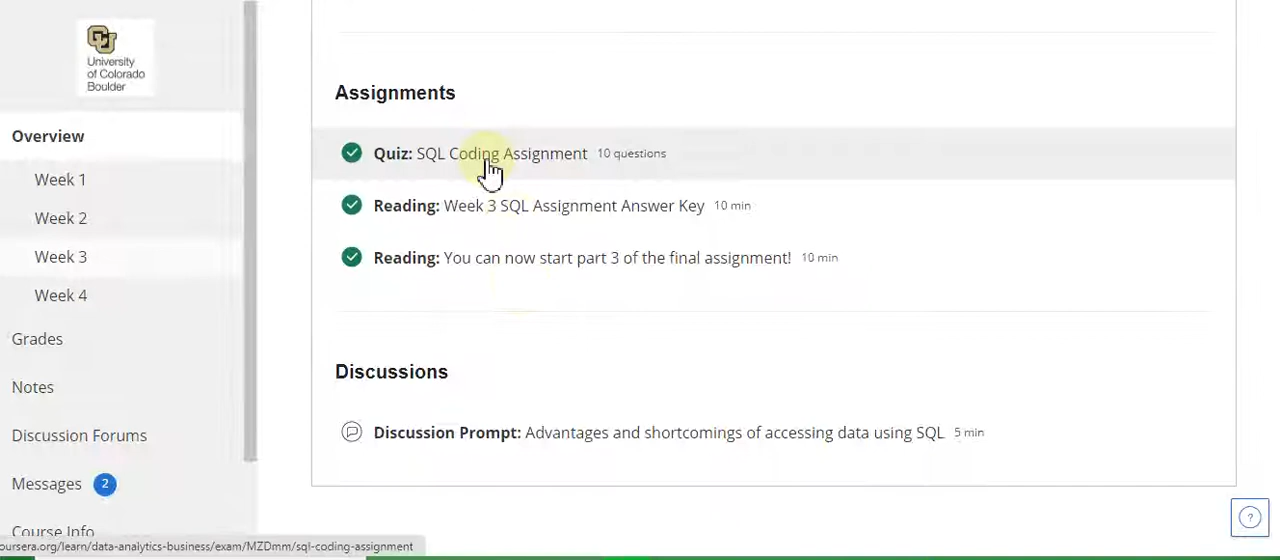 University
of Colorado
Boulder
Overview
Week 1
Week 2
Week 3
Week 4
Grades
Notes
Discussion Forums
Messages 2
Course Info
Assignments
Quiz: SQL Coding Assignment 10 questions
Reading: Week 3 SQL Assignment Answer Key 10 min
Reading: You can now start part 3 of the final assignment! 10 min
Discussions
Discussion Prompt: Advantages and shortcomings of accessing data using SQL 5 min
?
oursera.org/learn/data-analytics-business/exam/MZDmm/sql-coding-assignment